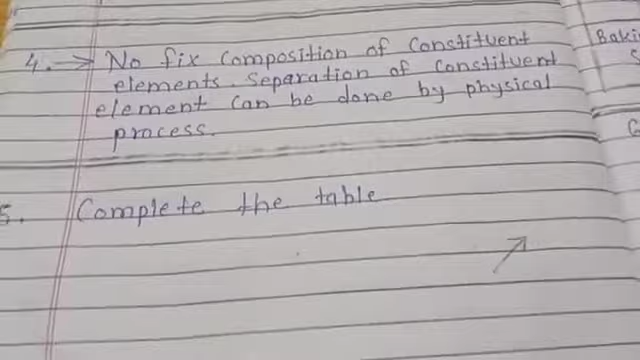 4. → No fix composition of constituent
elements. Separation of constituent
element can be done by physical
process.
5. Complete the table
Baki